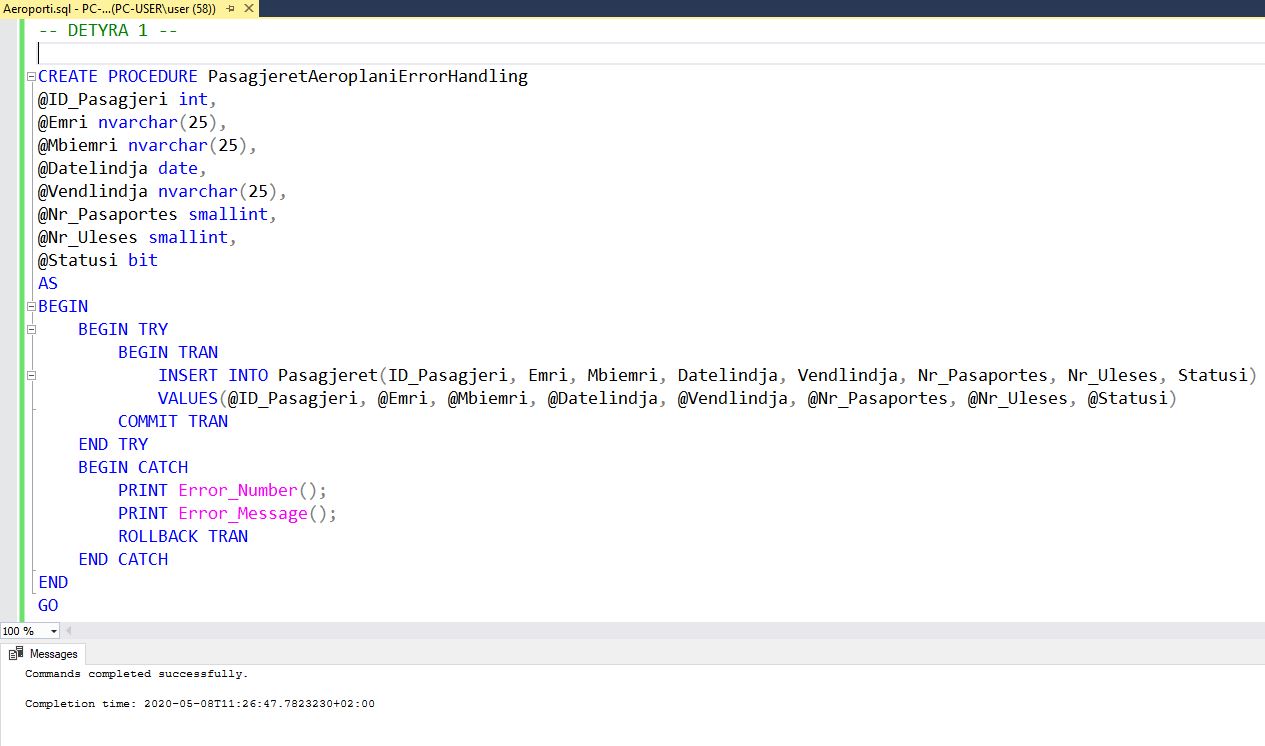 Aeroporti.sql - PC-...(PC-USER\user (58))
-- DETYRA 1 --
CREATE PROCEDURE PasagjeretAeroplaniErrorHandling
@ID_Pasagjeri int,
@Emri nvarchar(25),
@Mbiemri nvarchar(25),
@Datelindja date,
@Vendlindja nvarchar(25),
@Nr_Pasaportes smallint,
@Nr_Uleses smallint,
@Statusi bit
AS
BEGIN
BEGIN TRY
BEGIN TRAN
INSERT INTO Pasagjeret(ID_Pasagjeri, Emri, Mbiemri, Datelindja, Vendlindja, Nr_Pasaportes, Nr_Uleses, Statusi)
VALUES(@ID_Pasagjeri, @Emri, @Mbiemri, @Datelindja, @Vendlindja, @Nr_Pasaportes, @Nr_Uleses, @Statusi)
COMMIT TRAN
END TRY
BEGIN CATCH
PRINT Error_Number();
PRINT Error_Message();
ROLLBACK TRAN
END CATCH
END
GO
100 %
Messages
Commands completed successfully.
Completion time: 2020-05-08T11:26:47.7823230+02:00